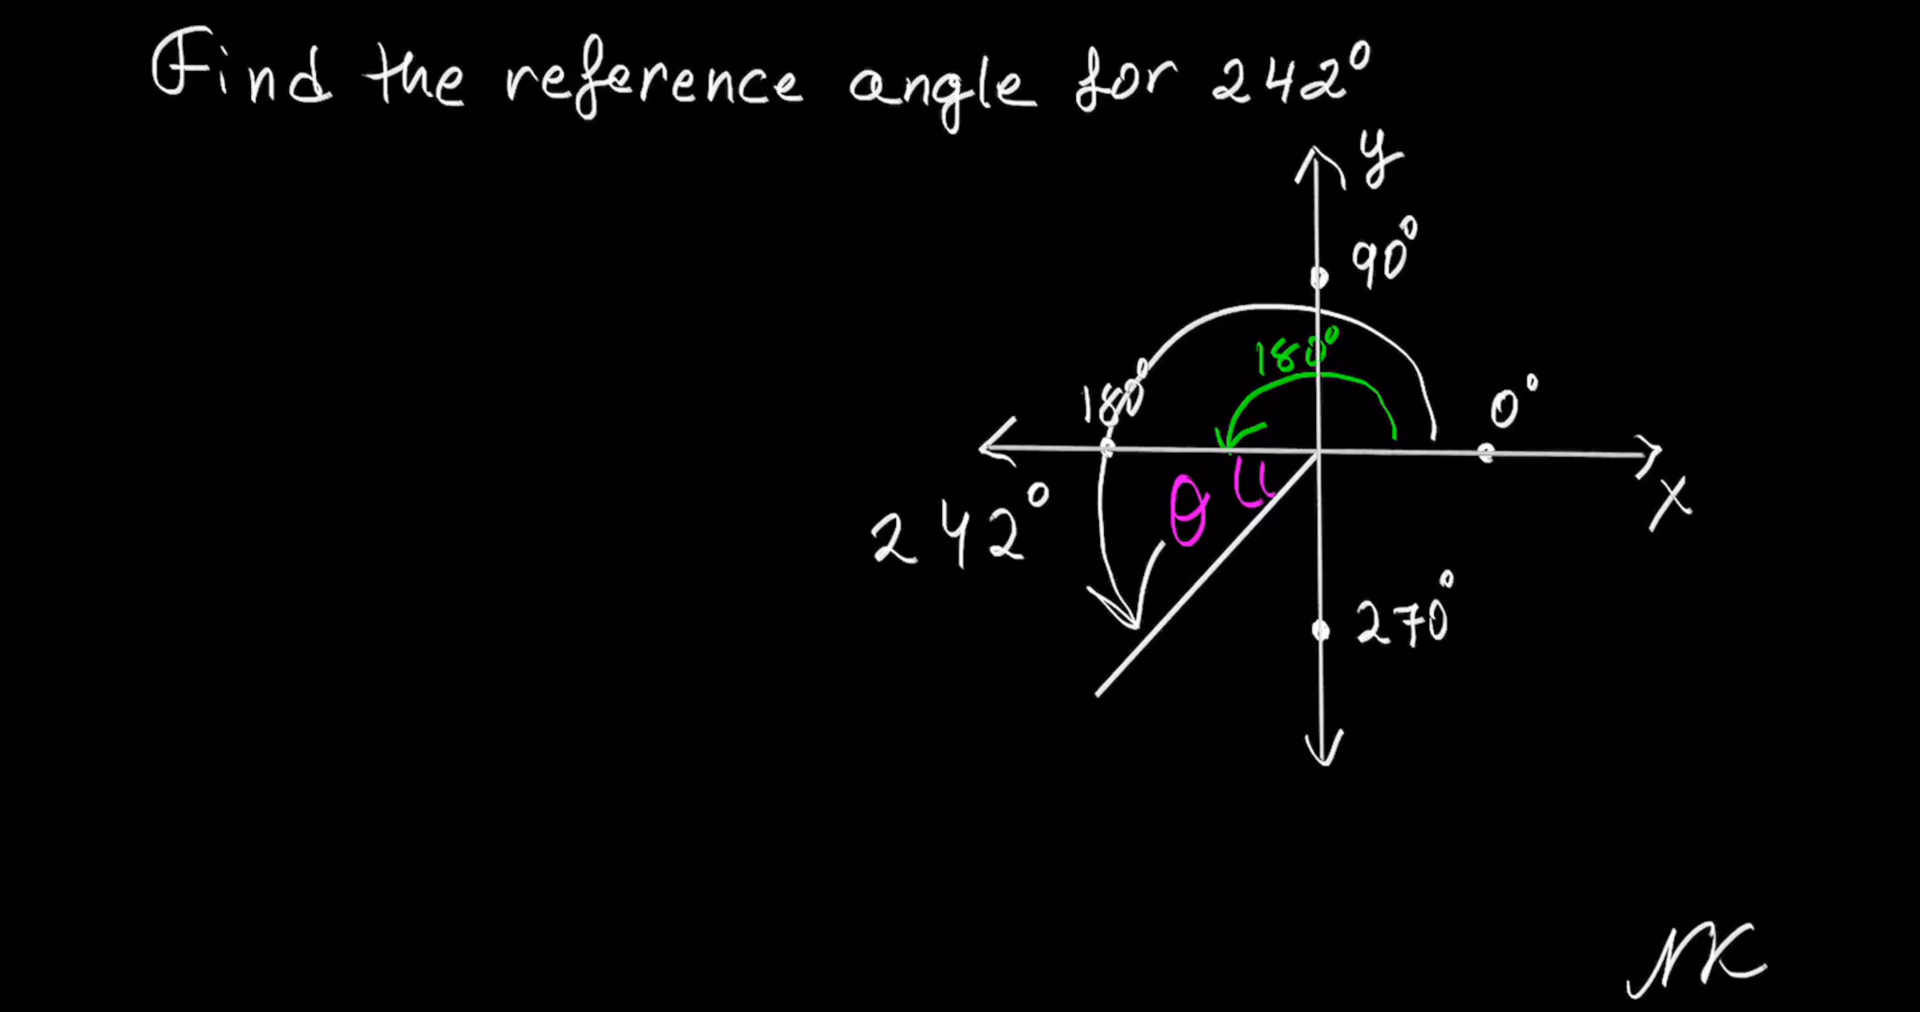 Find the reference angle for 242°
y
90°
180°
180°
0°
x
θ
242°
270°
NK